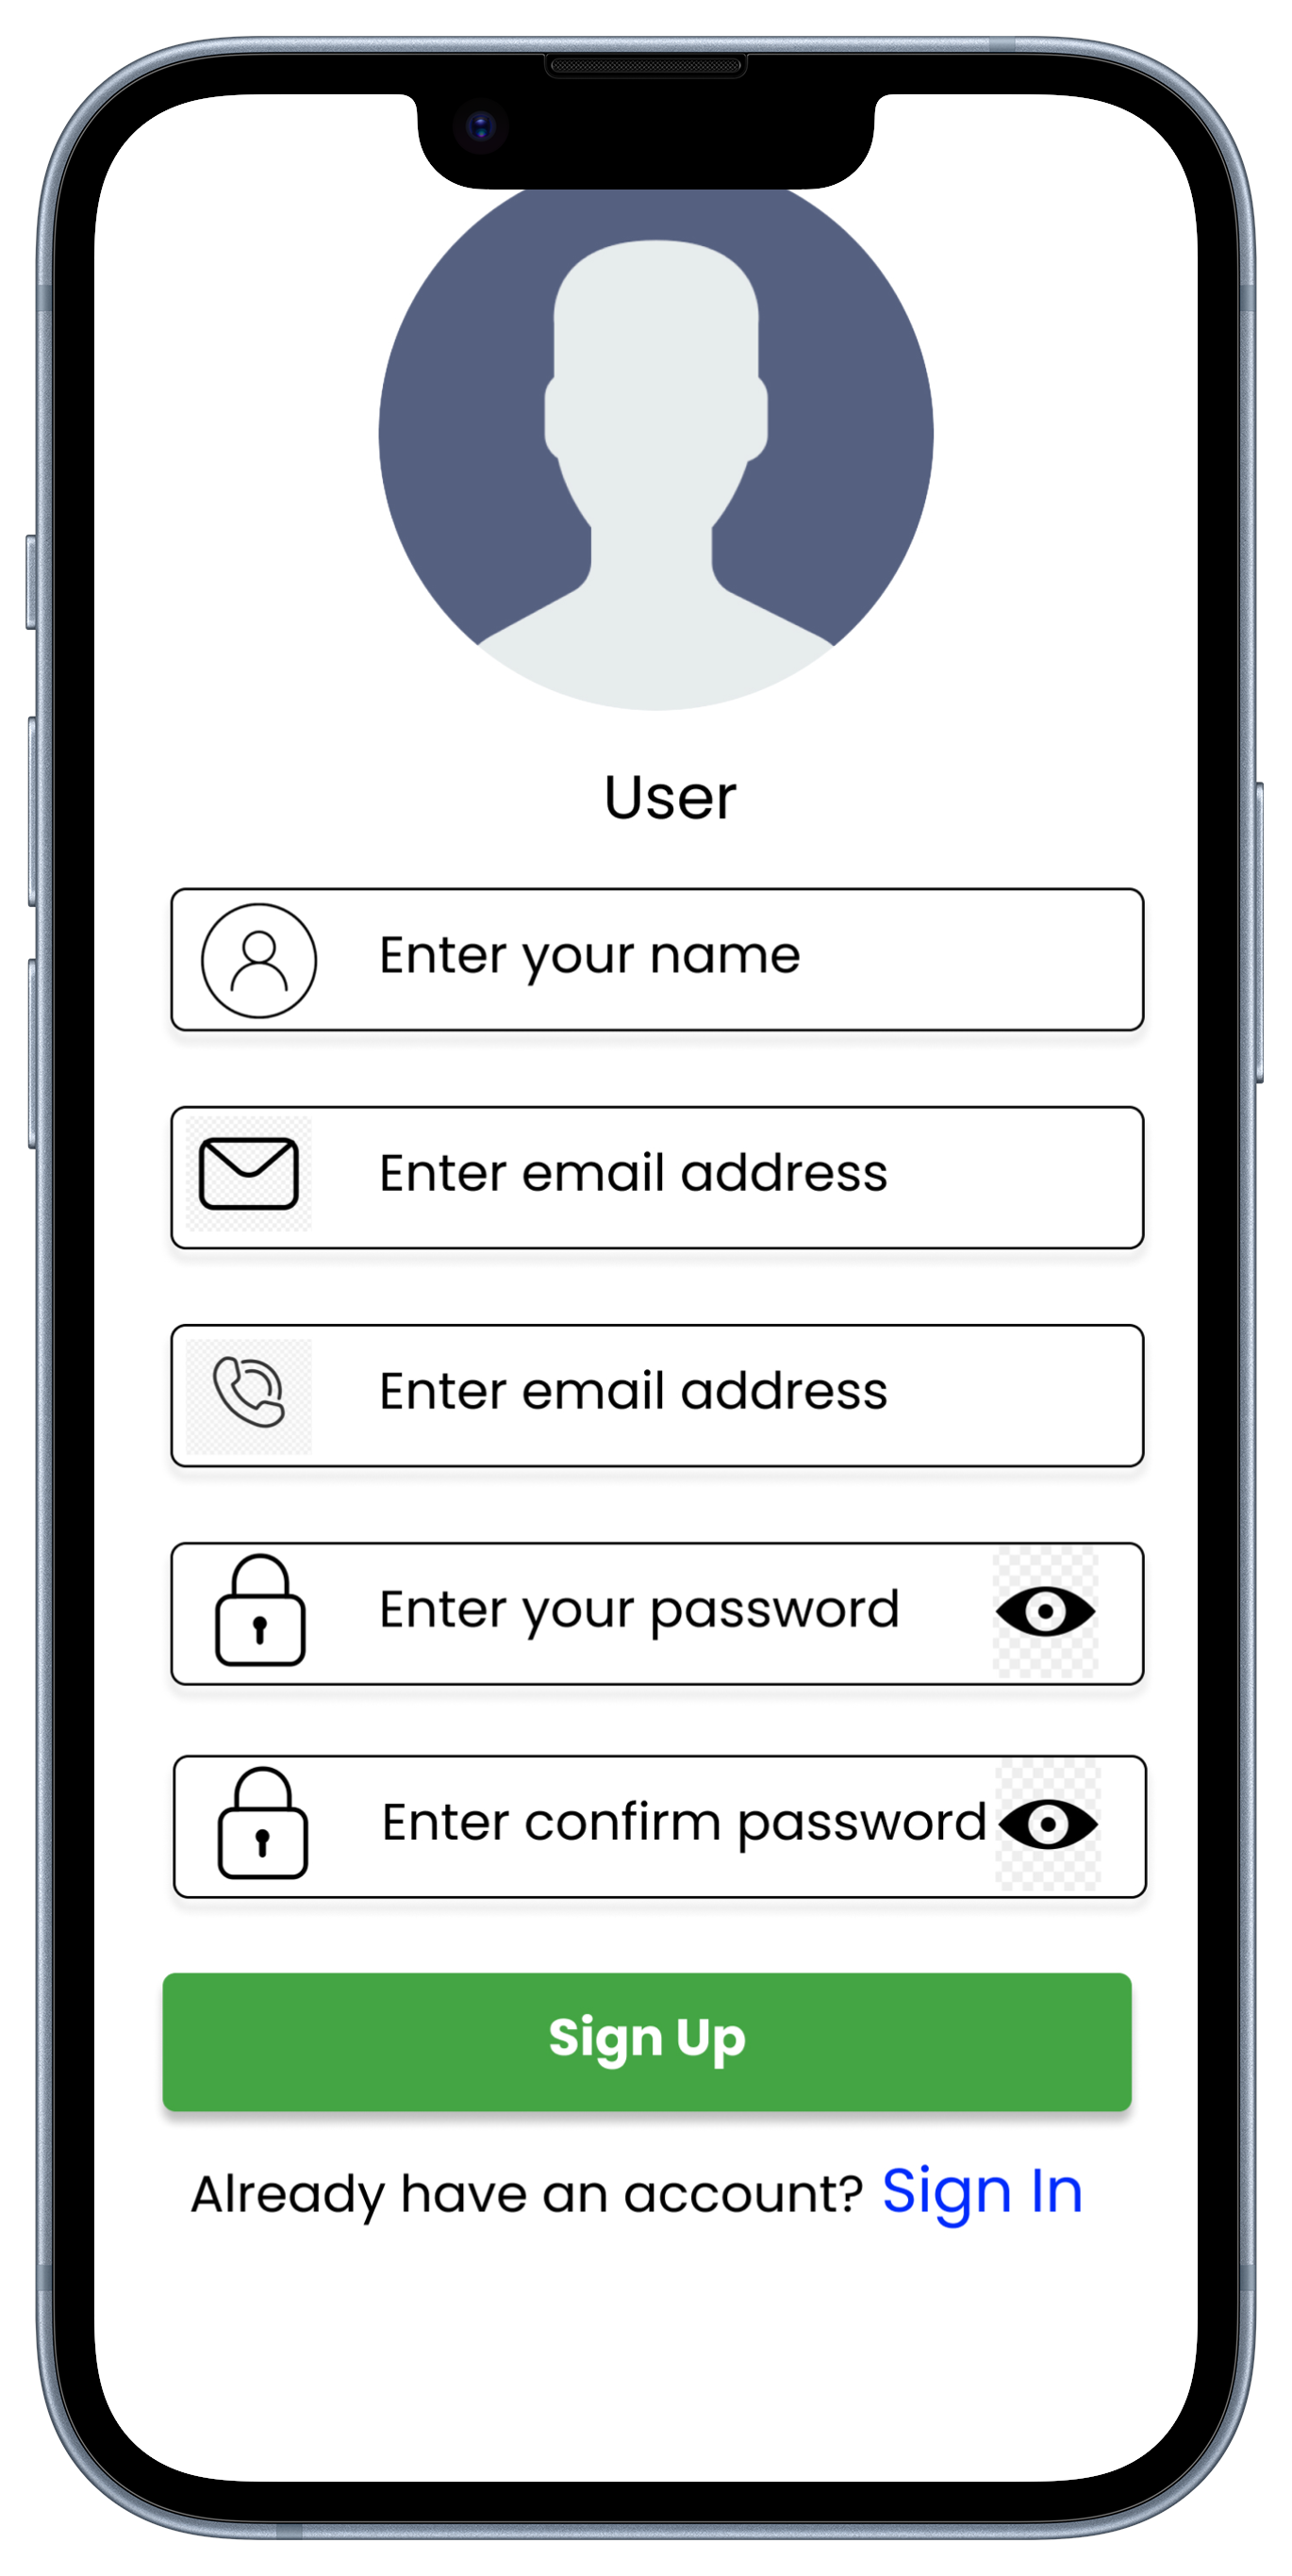 User
Enter your name
Enter email address
Enter email address
Enter your password
Enter confirm password
Sign Up
Already have an account? Sign In